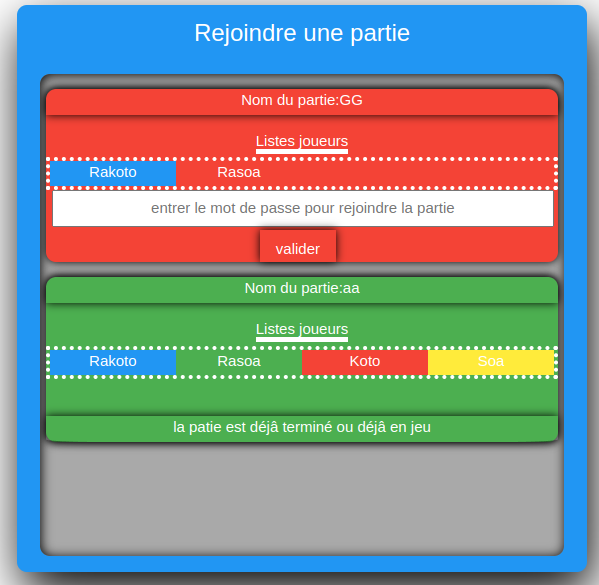 Rejoindre une partie
Nom du partie:GG
Listes joueurs
Rakoto Rasoa
entrer le mot de passe pour rejoindre la partie
valider
Nom du partie:aa
Listes joueurs
Rakoto Rasoa Koto Soa
la patie est déjâ terminé ou déjâ en jeu